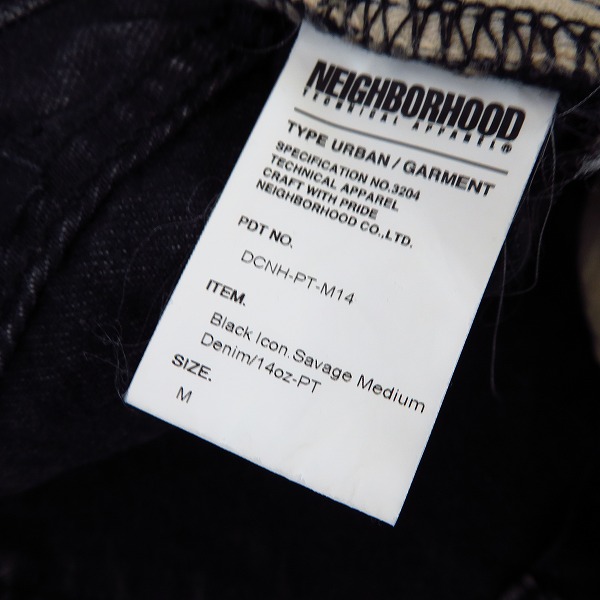 NEIGHBORHOOD
TECHNICAL APPAREL®
TYPE URBAN / GARMENT
SPECIFICATION NO.3204
TECHNICAL APPAREL
CRAFT WITH PRIDE
NEIGHBORHOOD CO.,LTD.
PDT NO.
DCNH-PT-M14
ITEM.
Black Icon.Savage Medium
Denim/14oz-PT
SIZE.
M